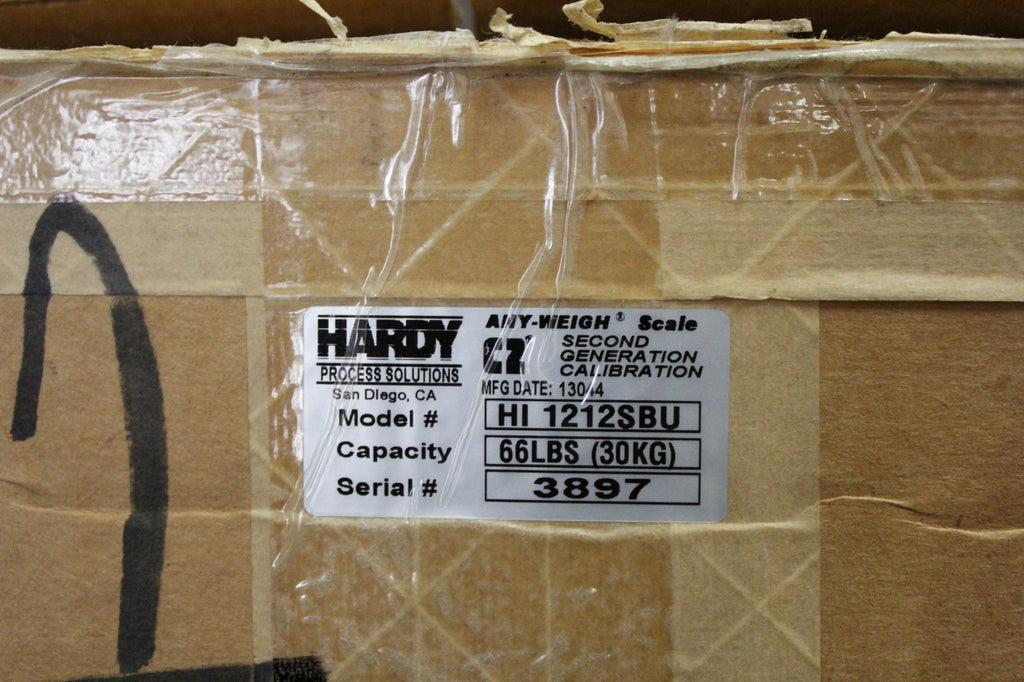 HARDY
PROCESS SOLUTIONS
San Diego, CA
ANY-WEIGH® Scale
C2®
SECOND
GENERATION
CALIBRATION
MFG DATE: 13044
Model # HI 1212SBU
Capacity 66LBS (30KG)
Serial # 3897